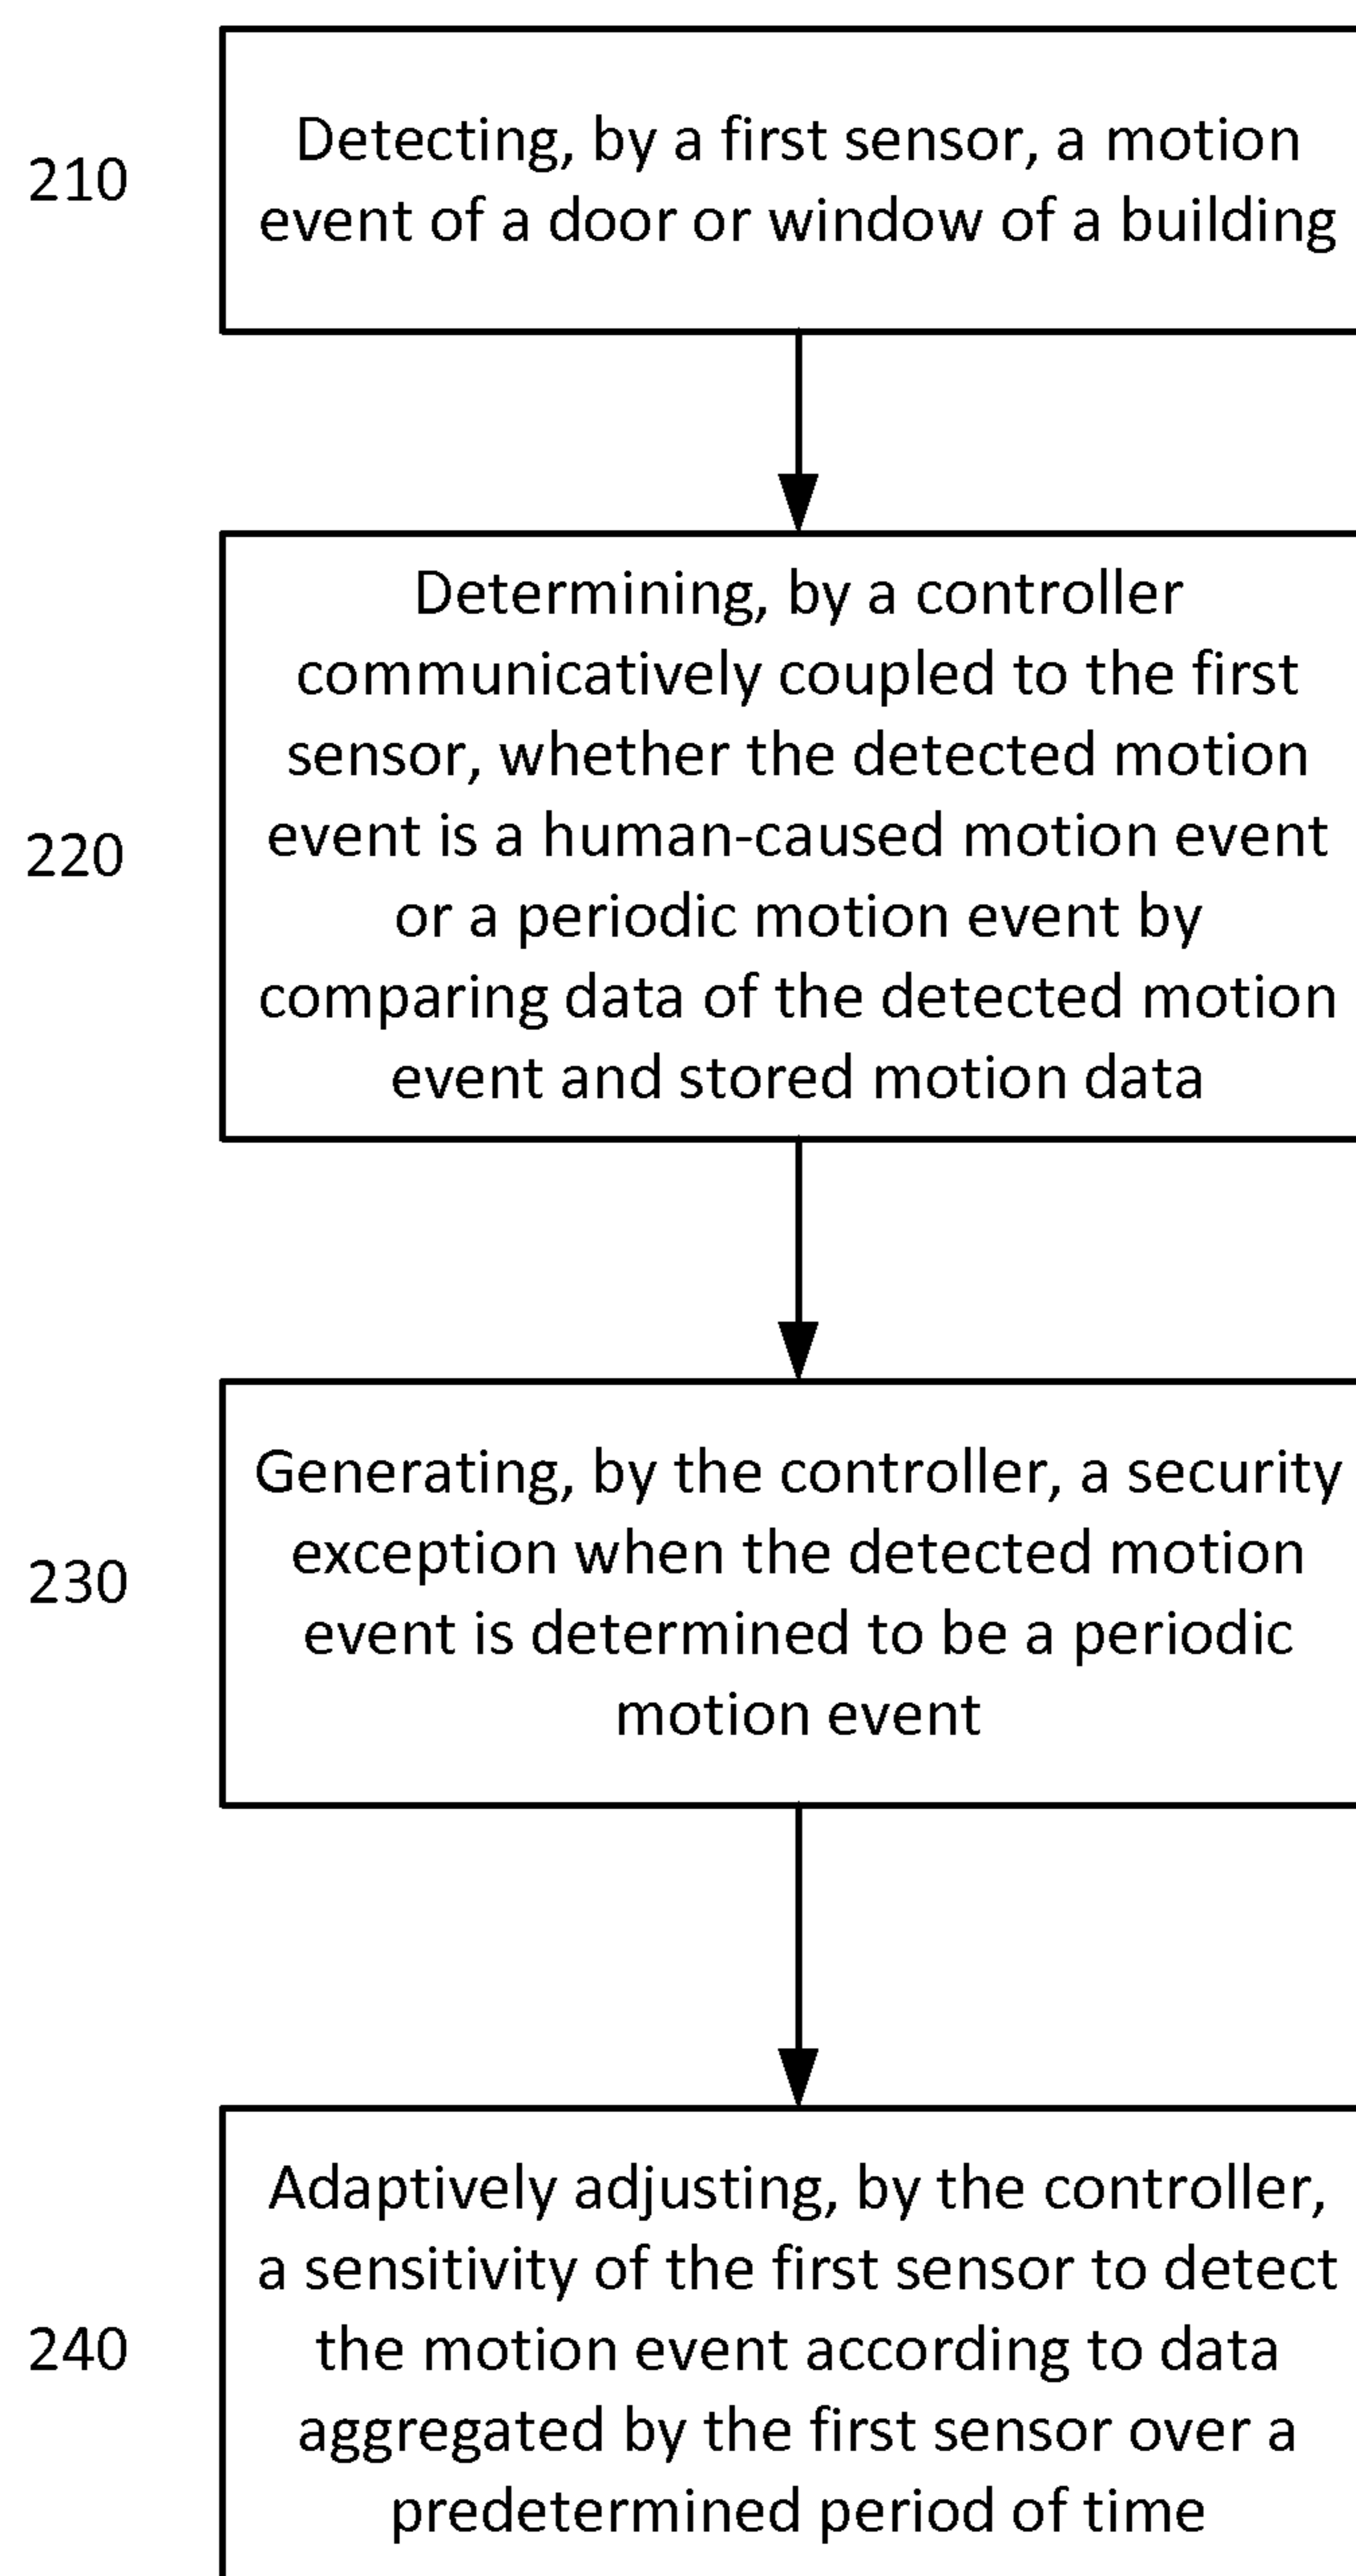 210
Detecting, by a first sensor, a motion
event of a door or window of a building
220
Determining, by a controller
communicatively coupled to the first
sensor, whether the detected motion
event is a human-caused motion event
or a periodic motion event by
comparing data of the detected motion
event and stored motion data
230
Generating, by the controller, a security
exception when the detected motion
event is determined to be a periodic
motion event
240
Adaptively adjusting, by the controller,
a sensitivity of the first sensor to detect
the motion event according to data
aggregated by the first sensor over a
predetermined period of time